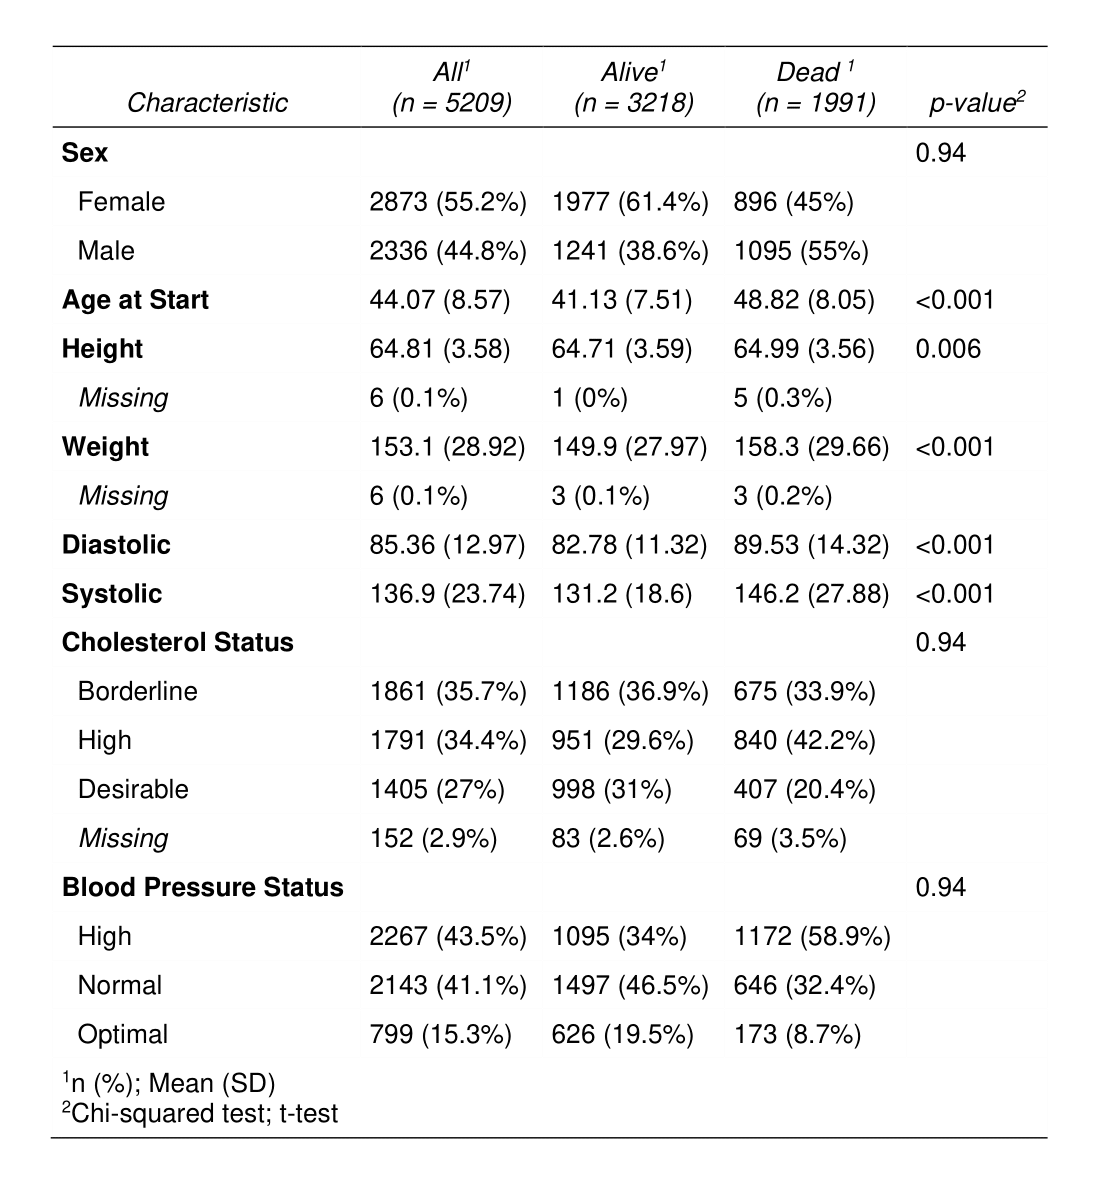 Characteristic All¹ (n = 5209) Alive¹ (n = 3218) Dead ¹ (n = 1991) p-value²
Sex 0.94
Female 2873 (55.2%) 1977 (61.4%) 896 (45%)
Male 2336 (44.8%) 1241 (38.6%) 1095 (55%)
Age at Start 44.07 (8.57) 41.13 (7.51) 48.82 (8.05) <0.001
Height 64.81 (3.58) 64.71 (3.59) 64.99 (3.56) 0.006
Missing 6 (0.1%) 1 (0%) 5 (0.3%)
Weight 153.1 (28.92) 149.9 (27.97) 158.3 (29.66) <0.001
Missing 6 (0.1%) 3 (0.1%) 3 (0.2%)
Diastolic 85.36 (12.97) 82.78 (11.32) 89.53 (14.32) <0.001
Systolic 136.9 (23.74) 131.2 (18.6) 146.2 (27.88) <0.001
Cholesterol Status 0.94
Borderline 1861 (35.7%) 1186 (36.9%) 675 (33.9%)
High 1791 (34.4%) 951 (29.6%) 840 (42.2%)
Desirable 1405 (27%) 998 (31%) 407 (20.4%)
Missing 152 (2.9%) 83 (2.6%) 69 (3.5%)
Blood Pressure Status 0.94
High 2267 (43.5%) 1095 (34%) 1172 (58.9%)
Normal 2143 (41.1%) 1497 (46.5%) 646 (32.4%)
Optimal 799 (15.3%) 626 (19.5%) 173 (8.7%)
¹n (%); Mean (SD)
²Chi-squared test; t-test